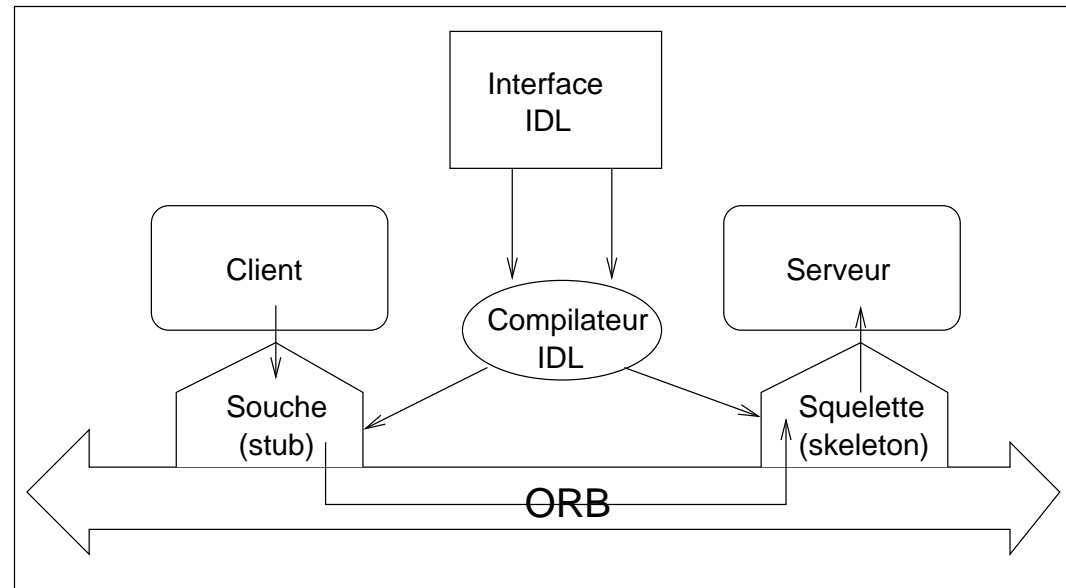 Interface
IDL
Client
Serveur
Compilateur
IDL
Souche
(stub)
Squelette
(skeleton)
ORB